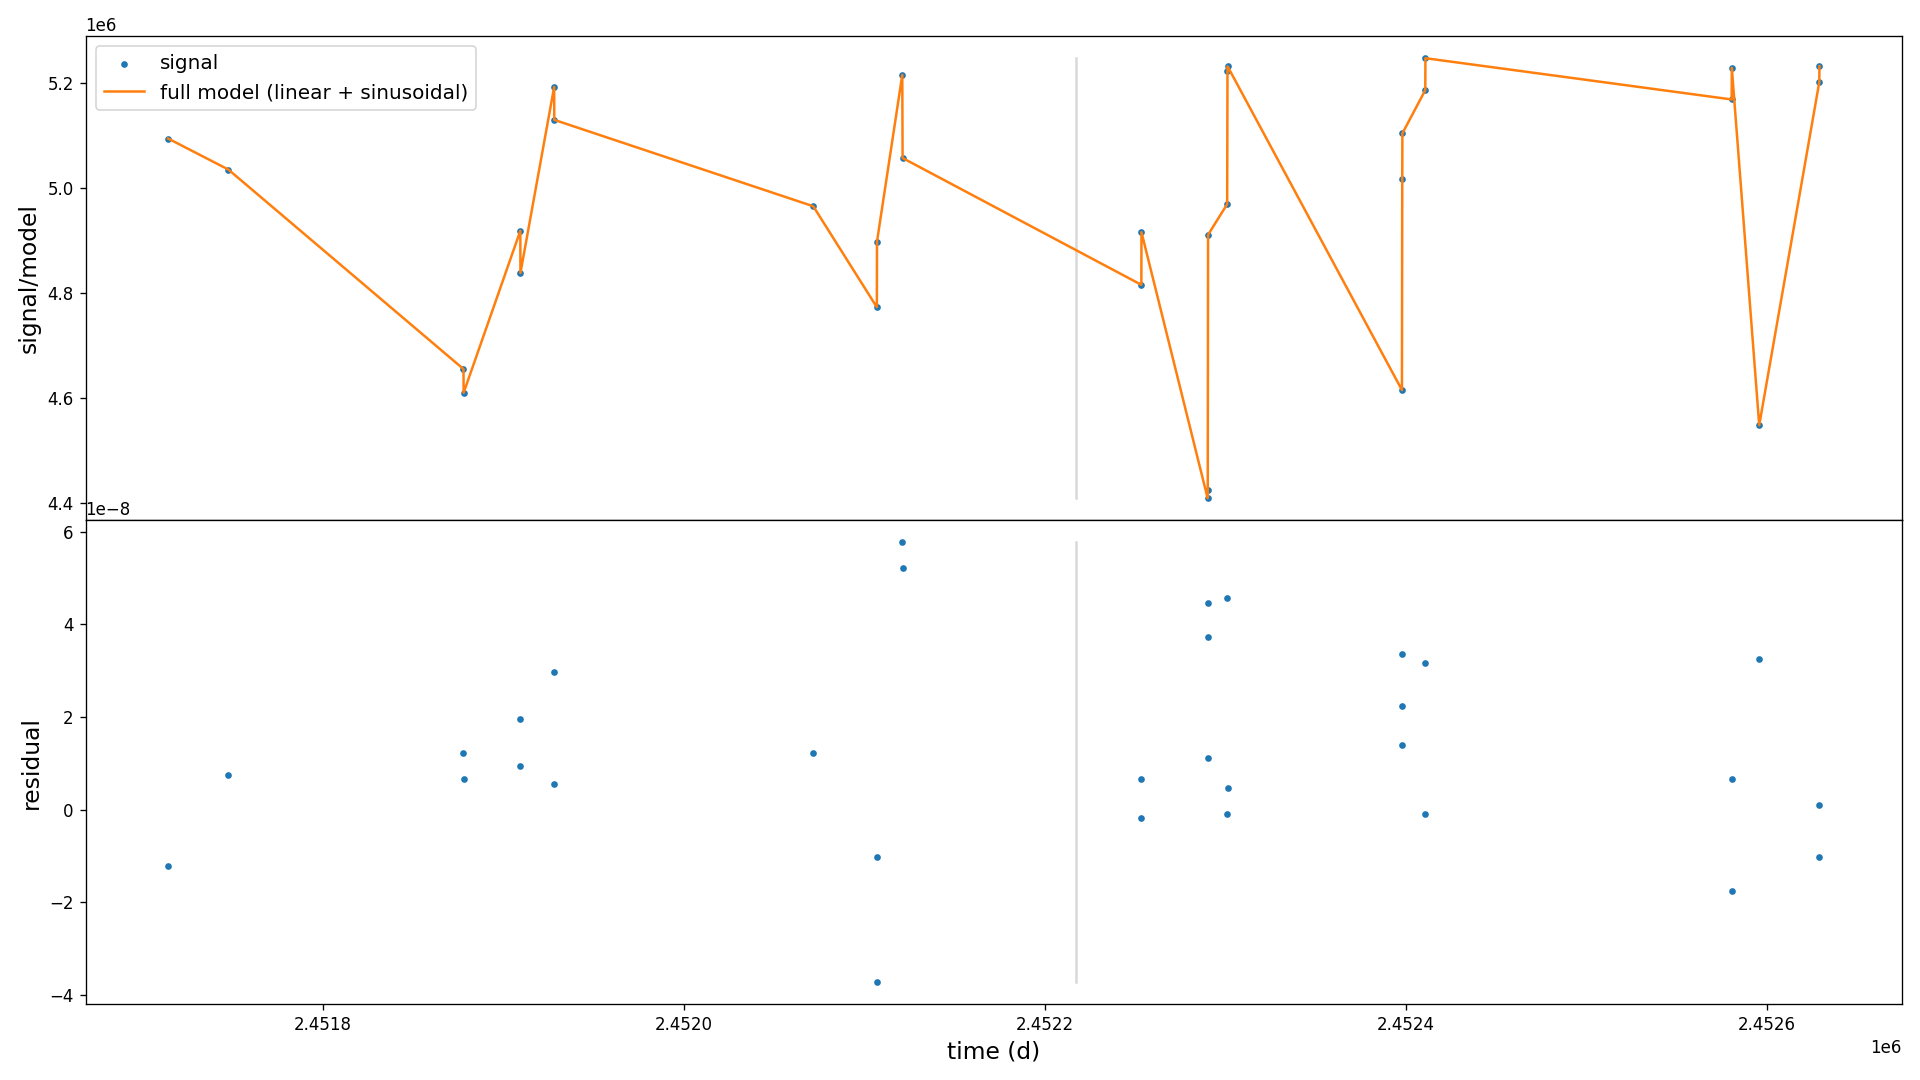 1e6
signal
full model (linear + sinusoidal)
5.2
5.0
4.8
4.6
4.4
signal/model
1e−8
6
4
2
0
−2
−4
residual
2.4518
2.4520
2.4522
2.4524
2.4526
time (d)
1e6